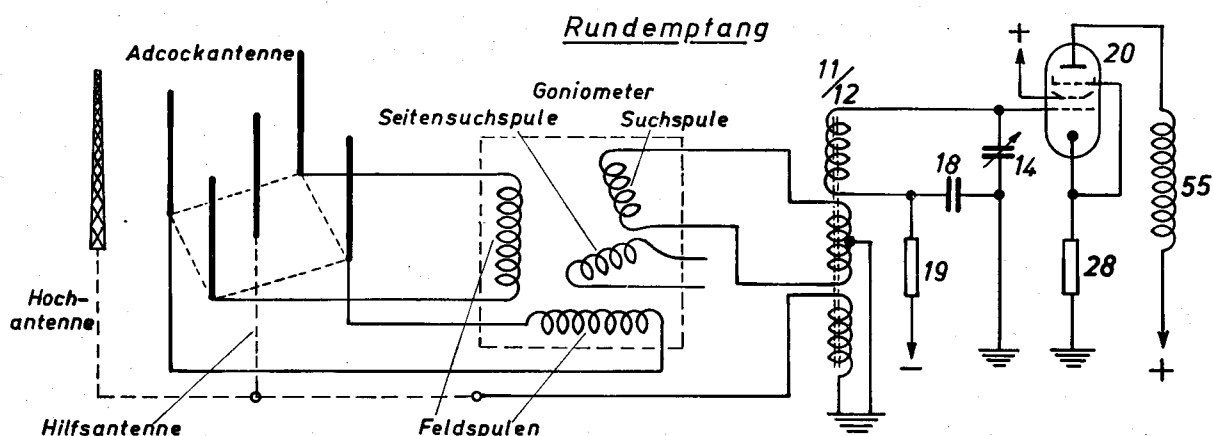 Rundempfang
Adcockantenne
Goniometer
Seitensuchspule
Suchspule
11/12
+
20
18
14
55
19
28
Hoch-
antenne
−
+
Hilfsantenne
Feldspulen